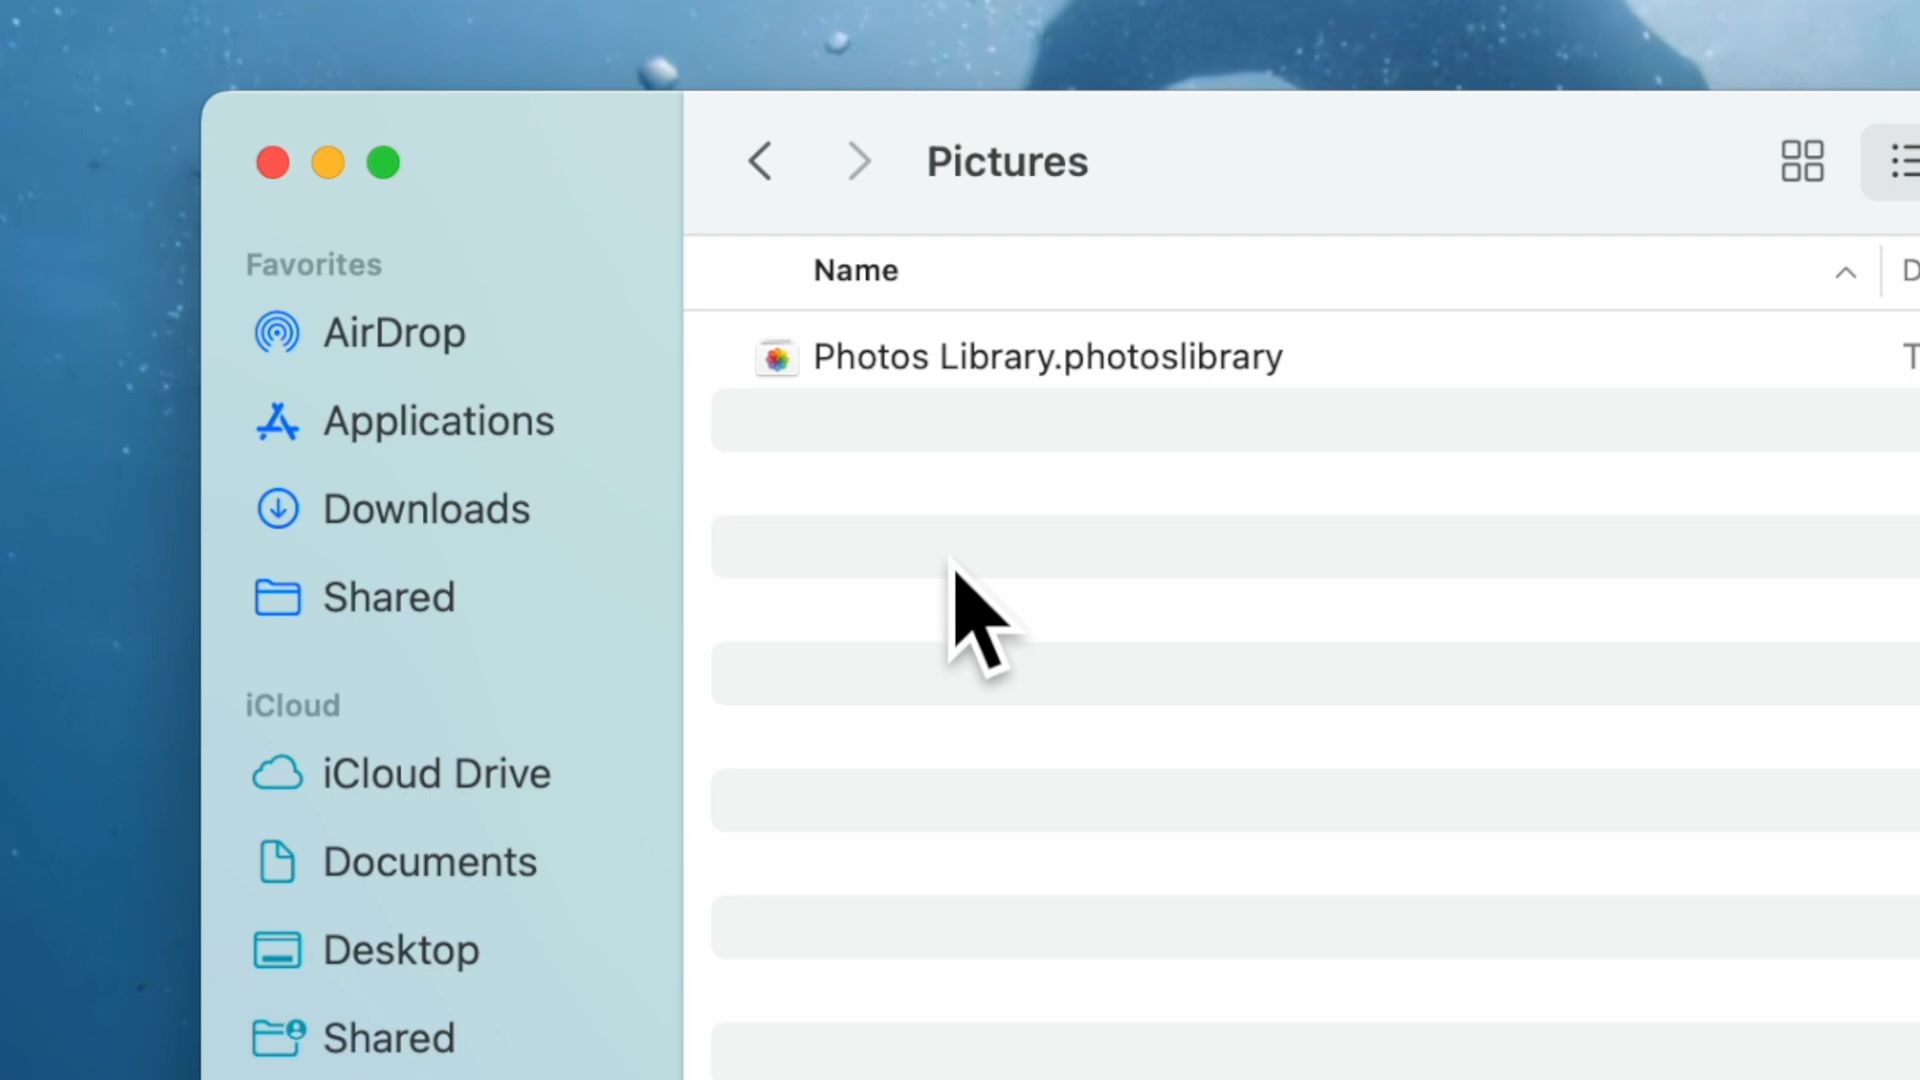 Pictures
Favorites
AirDrop
Applications
Downloads
Shared
iCloud
iCloud Drive
Documents
Desktop
Shared
Name
Photos Library.photoslibrary